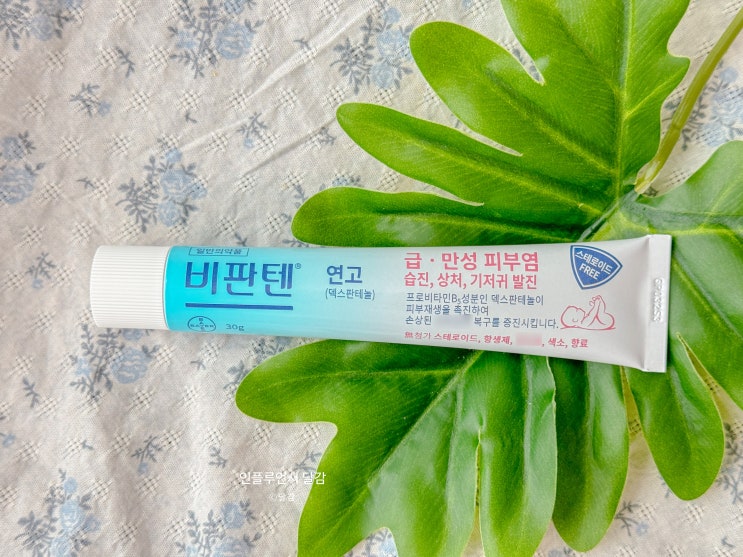 일반의약품
비판텐®
30g
연고
(덱스판테놀)
급 · 만성 피부염
습진, 상처, 기저귀 발진
프로비타민B₅성분인 덱스판테놀이
피부재생을 촉진하여
손상된 복구를 증진시킵니다.
無첨가 스테로이드, 항생제, , 색소, 향료
스테로이드
FREE
인플루언서 달감